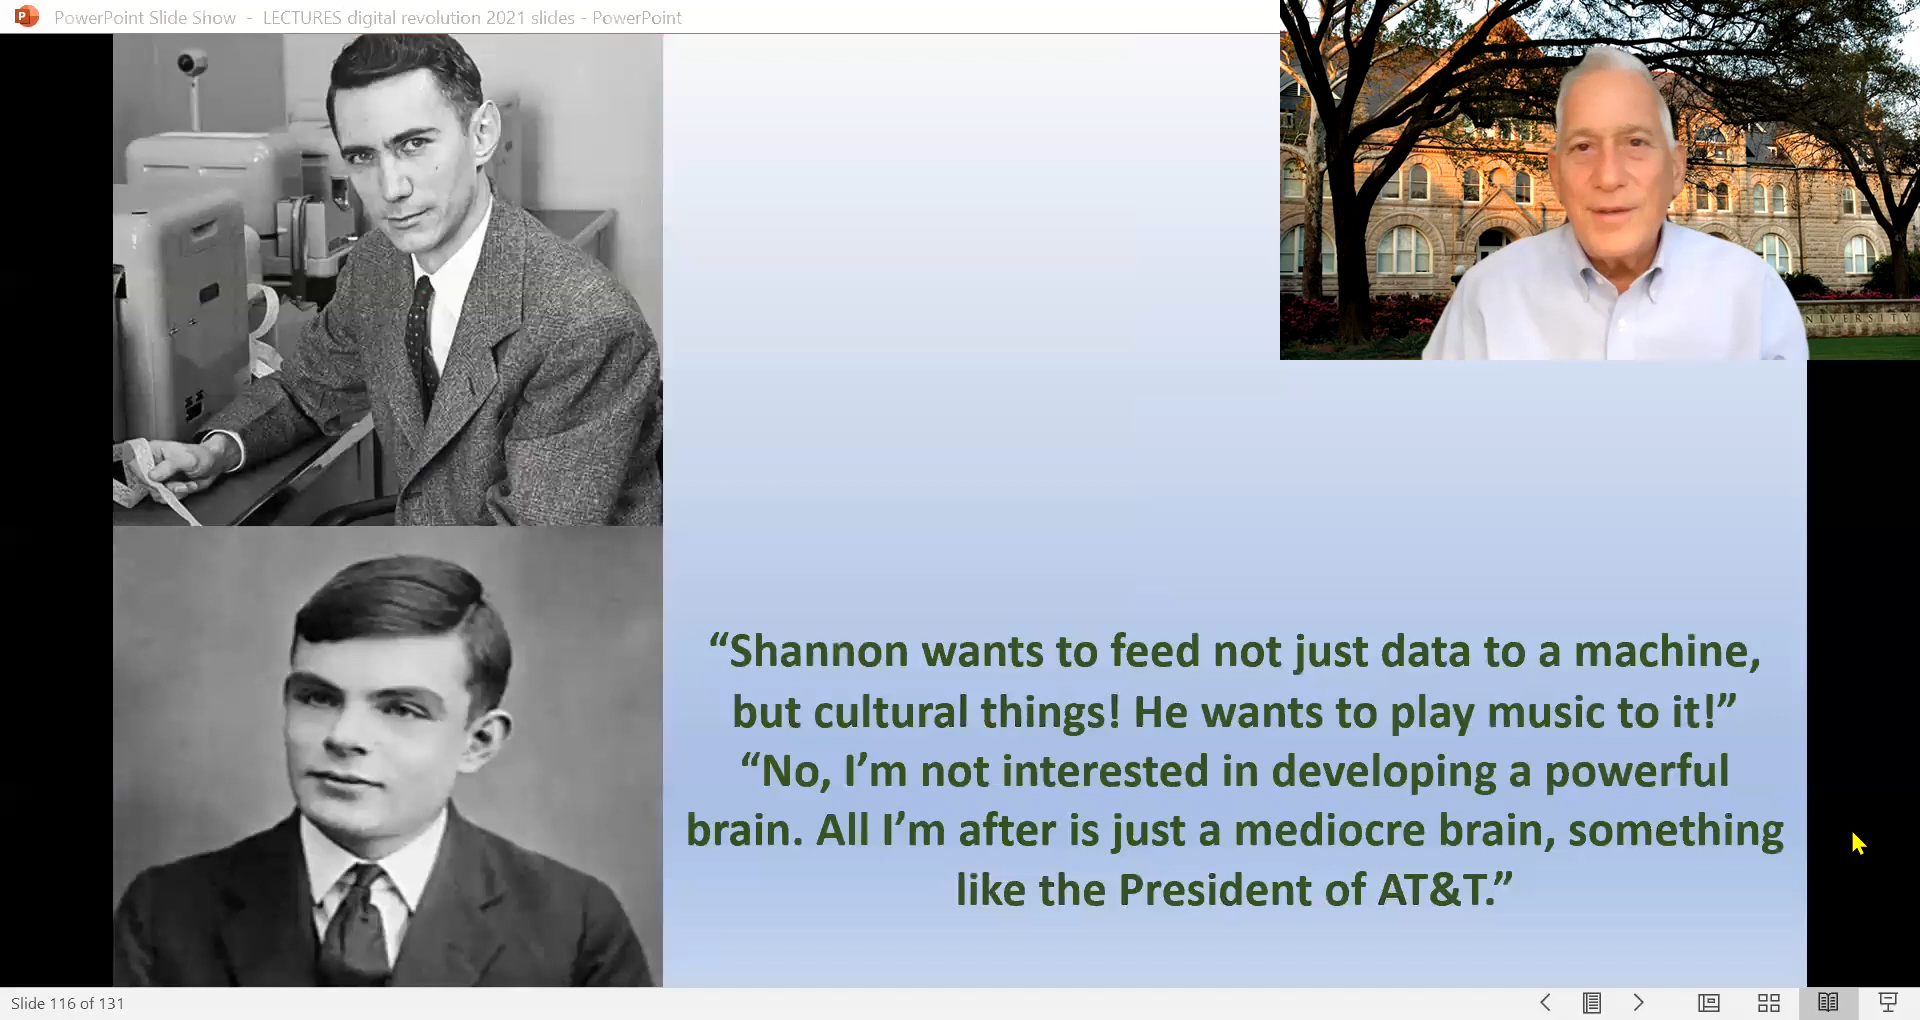 PowerPoint Slide Show - LECTURES digital revolution 2021 slides - PowerPoint
NIVERSITY
“Shannon wants to feed not just data to a machine,
but cultural things! He wants to play music to it!”
“No, I’m not interested in developing a powerful
brain. All I’m after is just a mediocre brain, something
like the President of AT&T.”
Slide 116 of 131